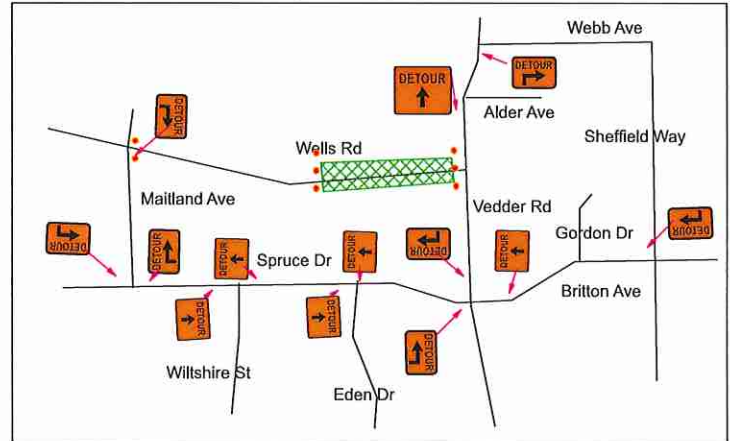 Webb Ave
DETOUR
DETOUR
DETOUR
Alder Ave
Sheffield Way
Wells Rd
Maitland Ave
Vedder Rd
DETOUR
Gordon Dr
DETOUR
DETOUR
DETOUR
Spruce Dr
DETOUR
DETOUR
DETOUR
Britton Ave
DETOUR
DETOUR
DETOUR
Wiltshire St
Eden Dr